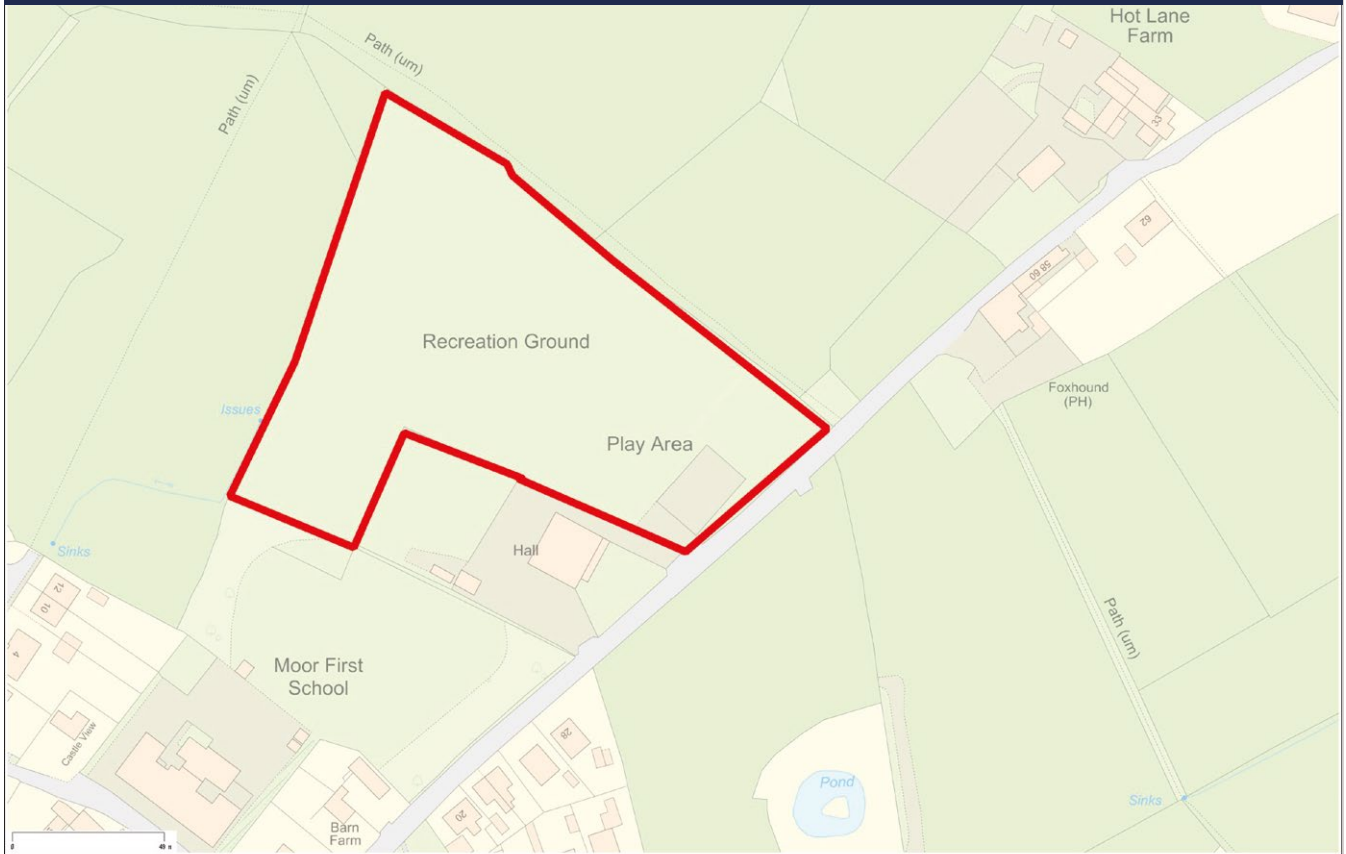 Hot Lane
Farm
Path (um)
Path (um)
33
62
58 60
Recreation Ground
Issues
Foxhound
(PH)
Play Area
Hall
Sinks
12
10
4
Path (um)
Moor First
School
Castle View
28
Pond
Sinks
20
Barn
Farm
0